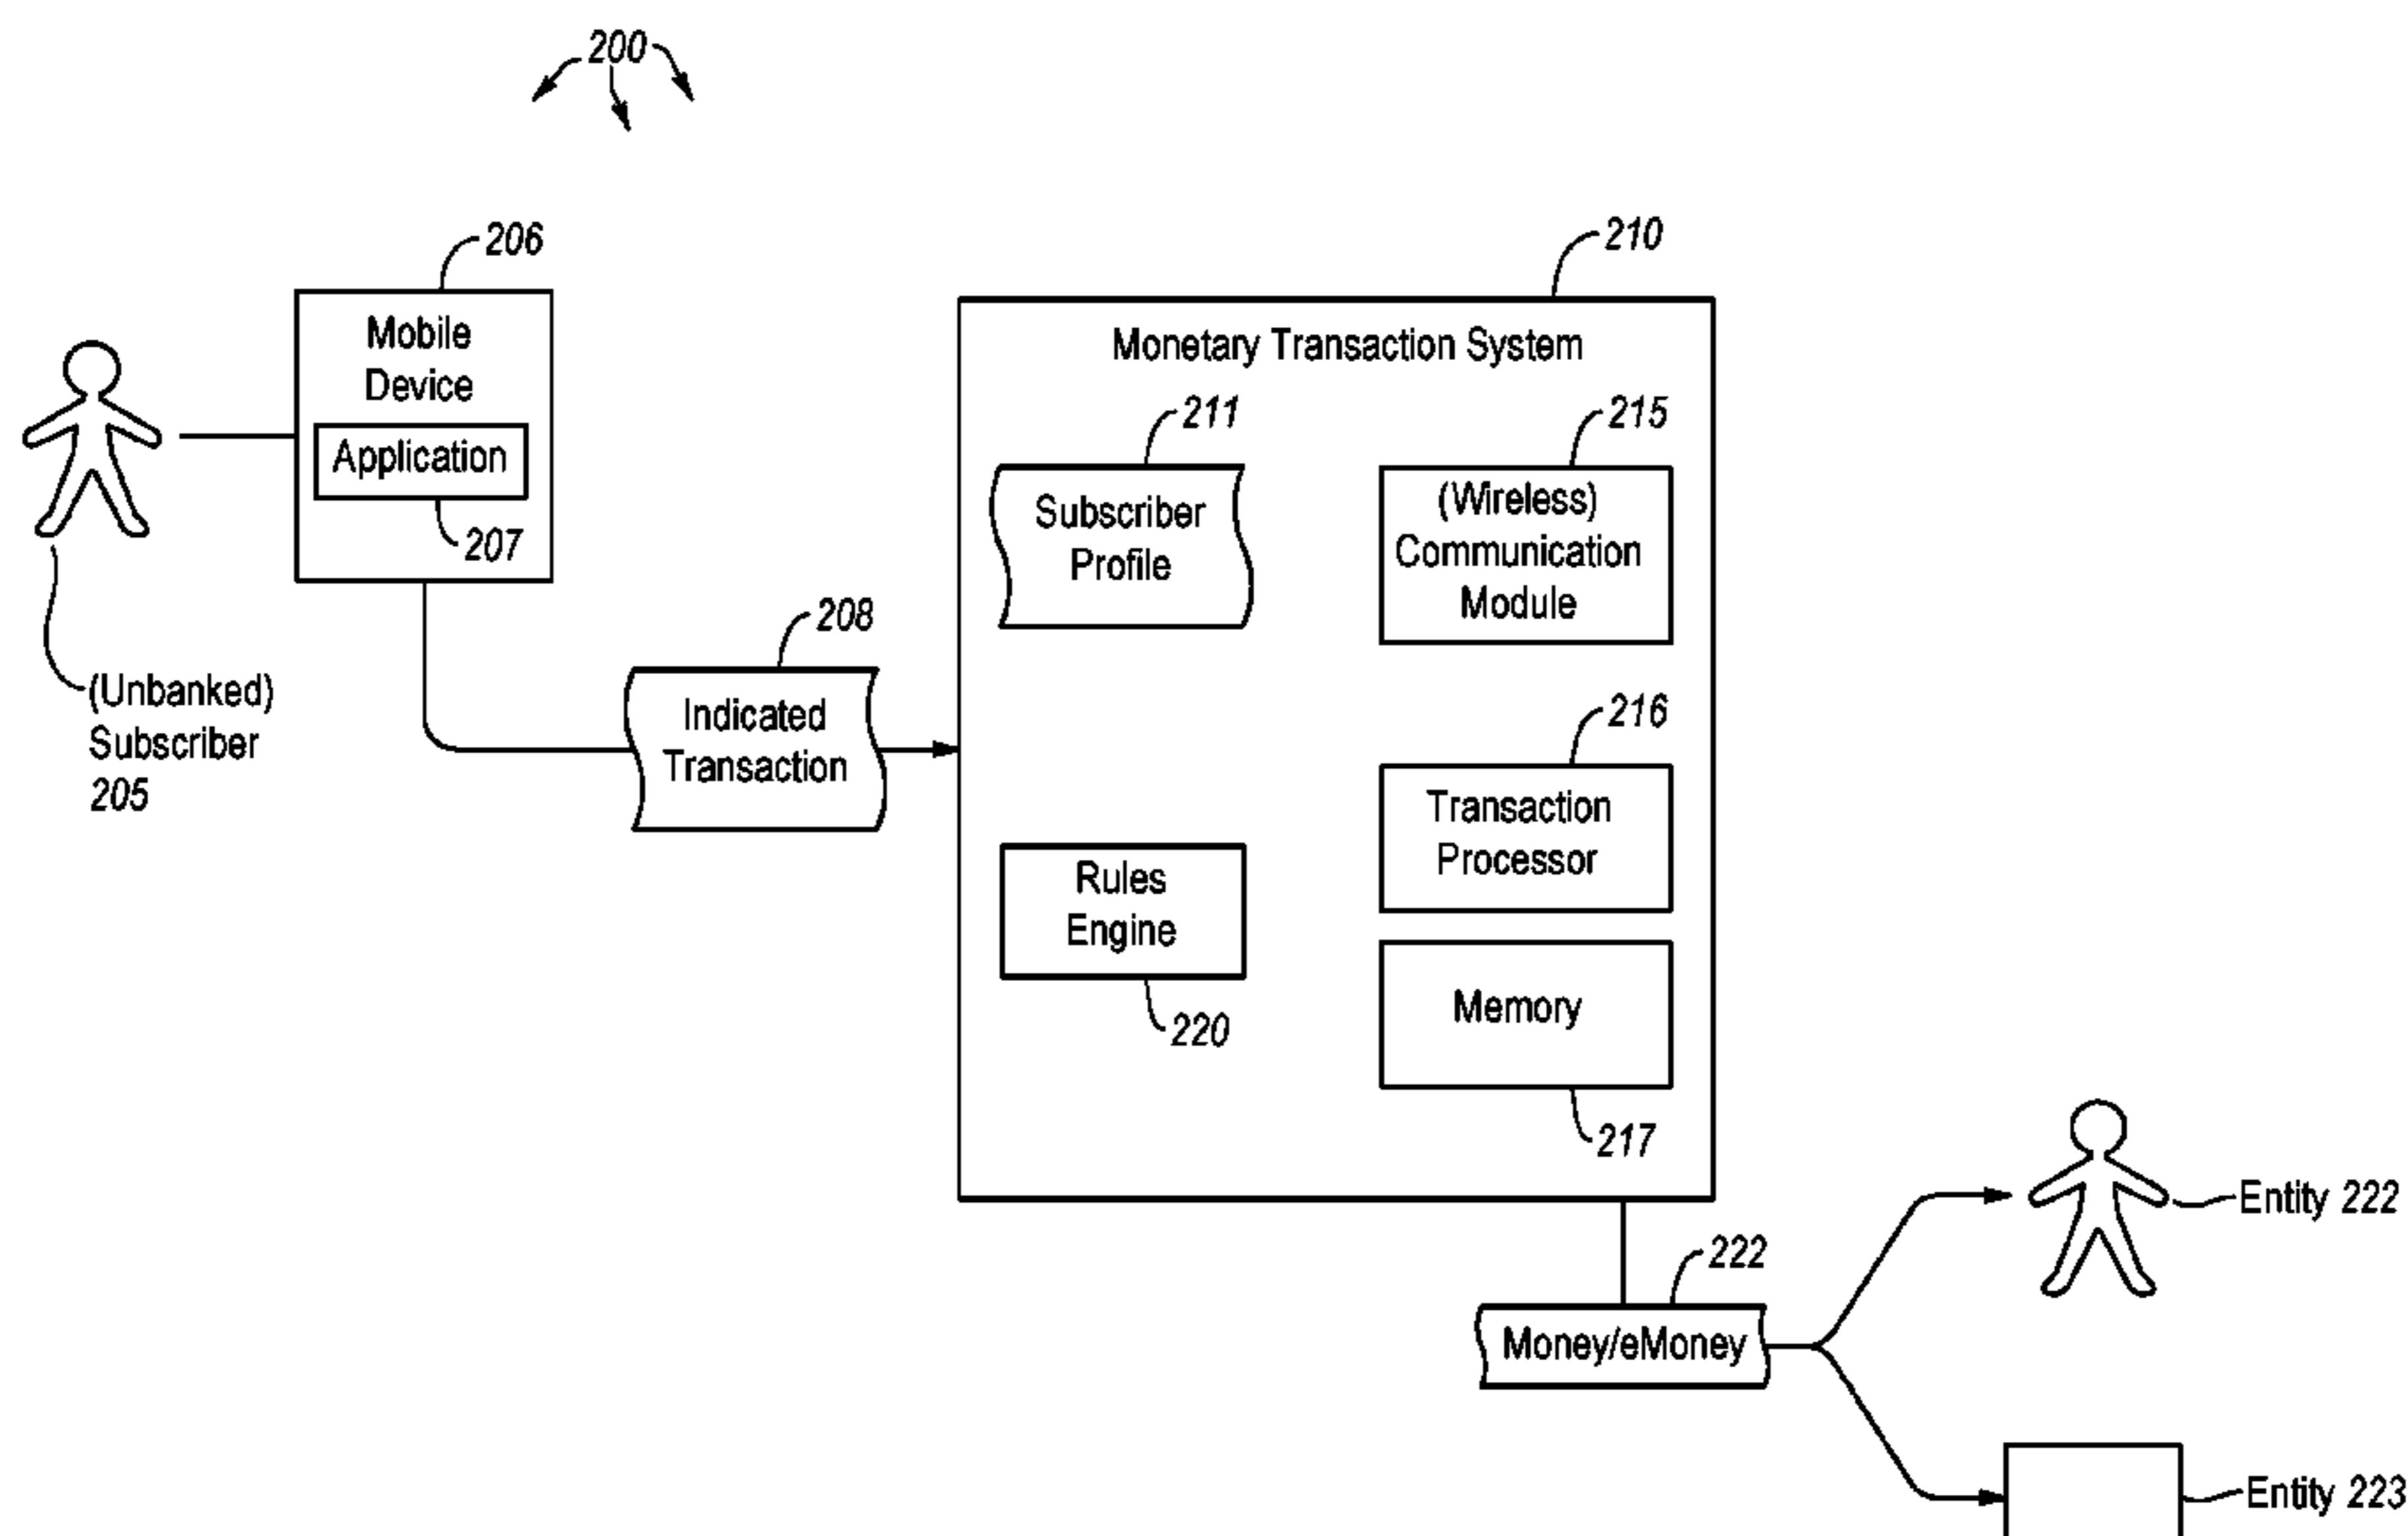 200
206
210
Mobile
Device
Application
207
Monetary Transaction System
211
215
Subscriber
Profile
(Wireless)
Communication
Module
208
(Unbanked)
Subscriber
205
Indicated
Transaction
216
Transaction
Processor
Rules
Engine
220
Memory
217
Entity 222
222
Money/eMoney
Entity 223